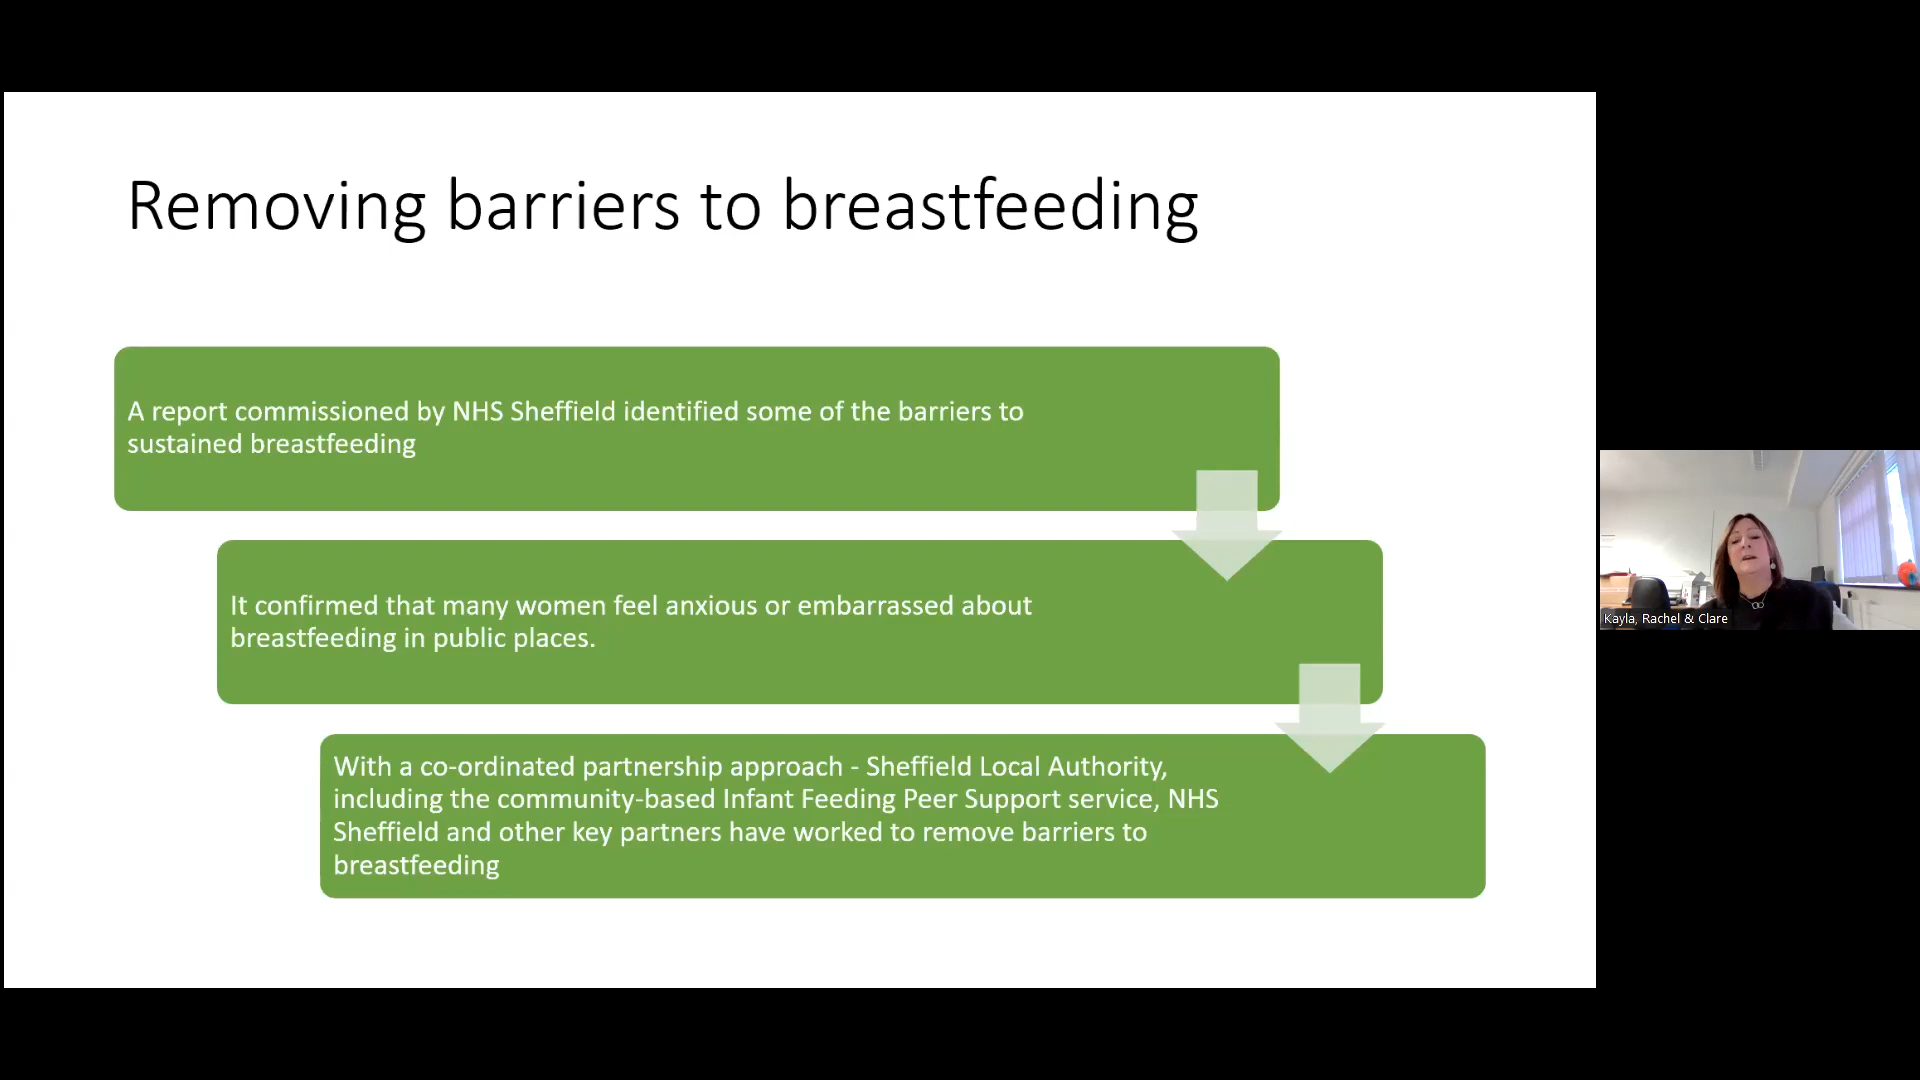 Removing barriers to breastfeeding
A report commissioned by NHS Sheffield identified some of the barriers to
sustained breastfeeding
It confirmed that many women feel anxious or embarrassed about
breastfeeding in public places.
With a co-ordinated partnership approach - Sheffield Local Authority,
including the community-based Infant Feeding Peer Support service, NHS
Sheffield and other key partners have worked to remove barriers to
breastfeeding
Kayla, Rachel & Clare